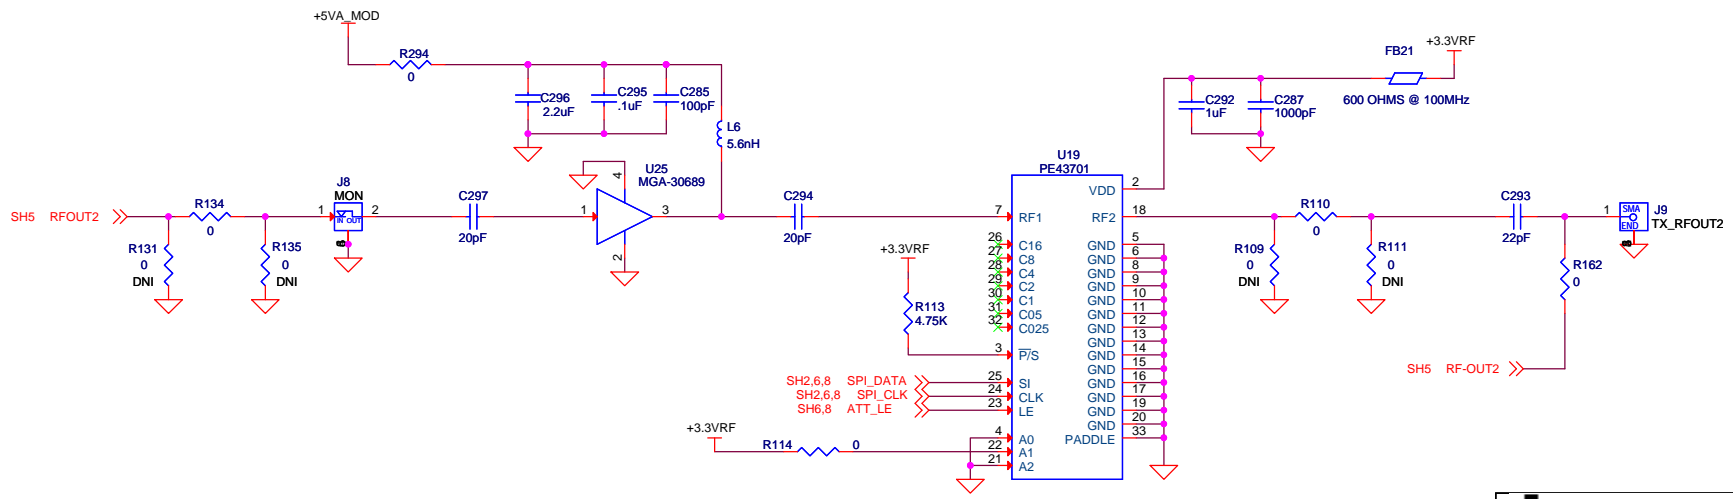 +5VA_MOD
R294
0
C296
2.2uF
C295
.1uF
C285
100pF
L6
5.6nH
+3.3VRF
FB21
600 OHMS @ 100MHz
C292
1uF
C287
1000pF
U19
PE43701
VDD 2
SH5 RFOUT2
R134
0
R131
0
DNI
R135
0
DNI
J8
MON
1
IN OUT
2
C297
20pF
U25
MGA-30689
4
1
3
2
C294
20pF
7 RF1
RF2 18
26 C16
27 C8
28 C4
29 C2
30 C1
31 C05
32 C025
3 P/S
25 SI
24 CLK
23 LE
4 A0
22 A1
21 A2
GND 5
GND 6
GND 8
GND 9
GND 10
GND 11
GND 12
GND 13
GND 14
GND 15
GND 16
GND 17
GND 19
GND 20
PADDLE 33
+3.3VRF
R113
4.75K
SH2,6,8 SPI_DATA
SH2,6,8 SPI_CLK
SH6,8 ATT_LE
+3.3VRF
R114 0
R110
0
R109
0
DNI
R111
0
DNI
C293
22pF
R162
0
SH5 RF-OUT2
1
SMA
END
J9
TX_RFOUT2